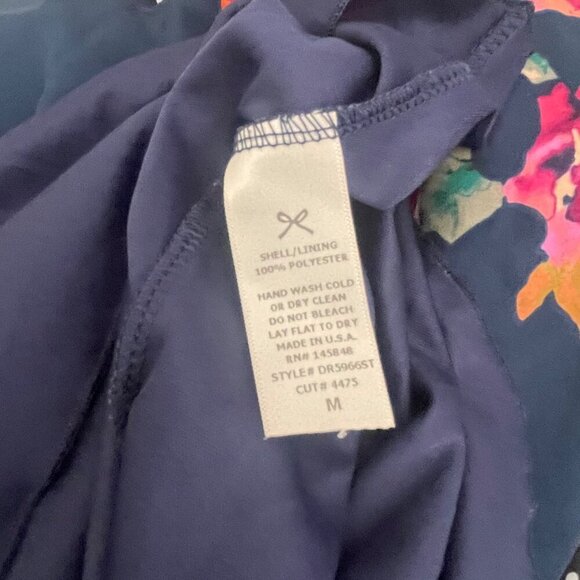 SHELL/LINING
100% POLYESTER
HAND WASH COLD
OR DRY CLEAN
DO NOT BLEACH
LAY FLAT TO DRY
MADE IN U.S.A.
RN# 145848
STYLE# DR5966ST
CUT# 4475
M